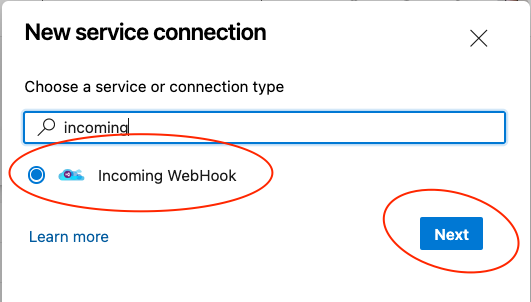 New service connection
Choose a service or connection type
incoming
Incoming WebHook
Learn more
Next